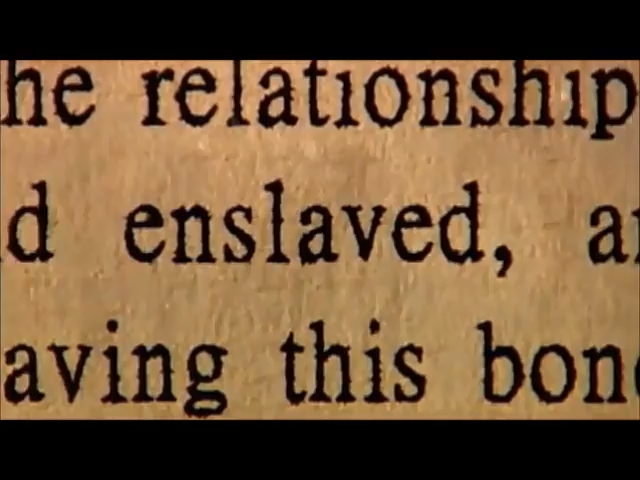 he relationship
d enslaved, a
aving this bon